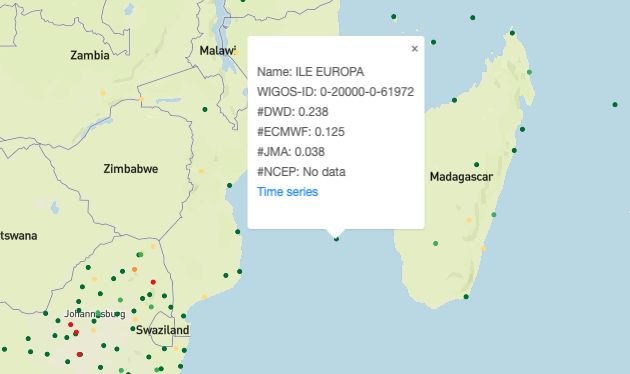 Zambia
Malawi
×
Name: ILE EUROPA
WIGOS-ID: 0-20000-0-61972
#DWD: 0.238
#ECMWF: 0.125
#JMA: 0.038
#NCEP: No data
Time series
Zimbabwe
Madagascar
tswana
Johannesburg
Swaziland